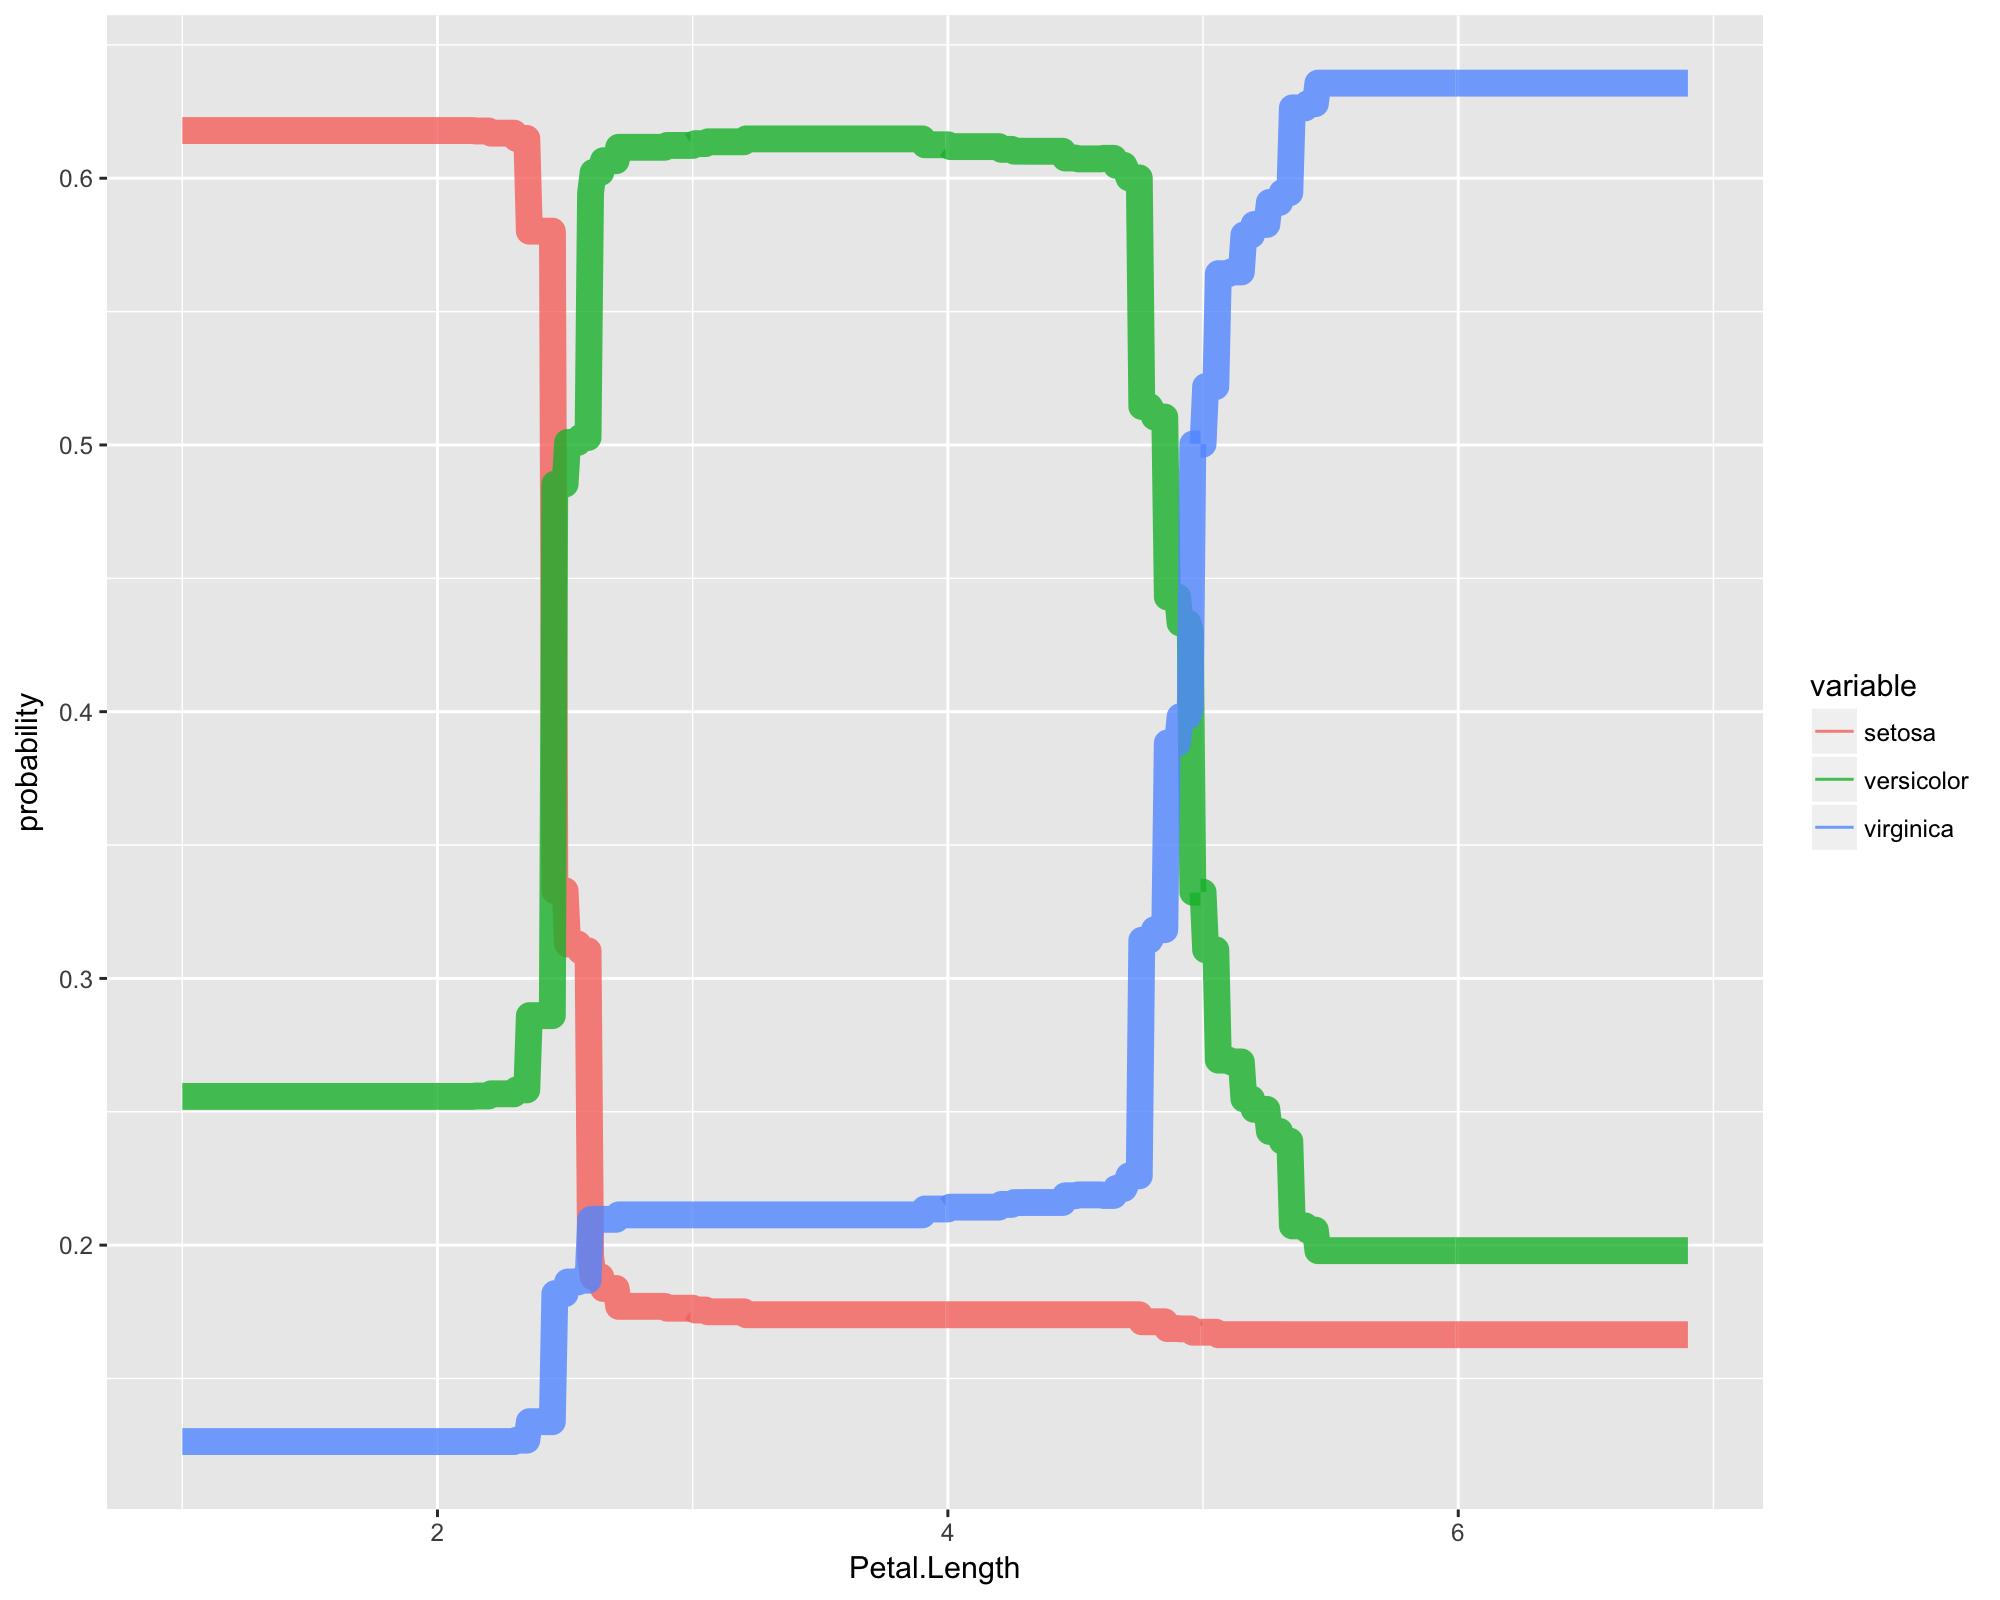 0.6
0.5
0.4
0.3
0.2
probability
2
4
6
Petal.Length
variable
setosa
versicolor
virginica